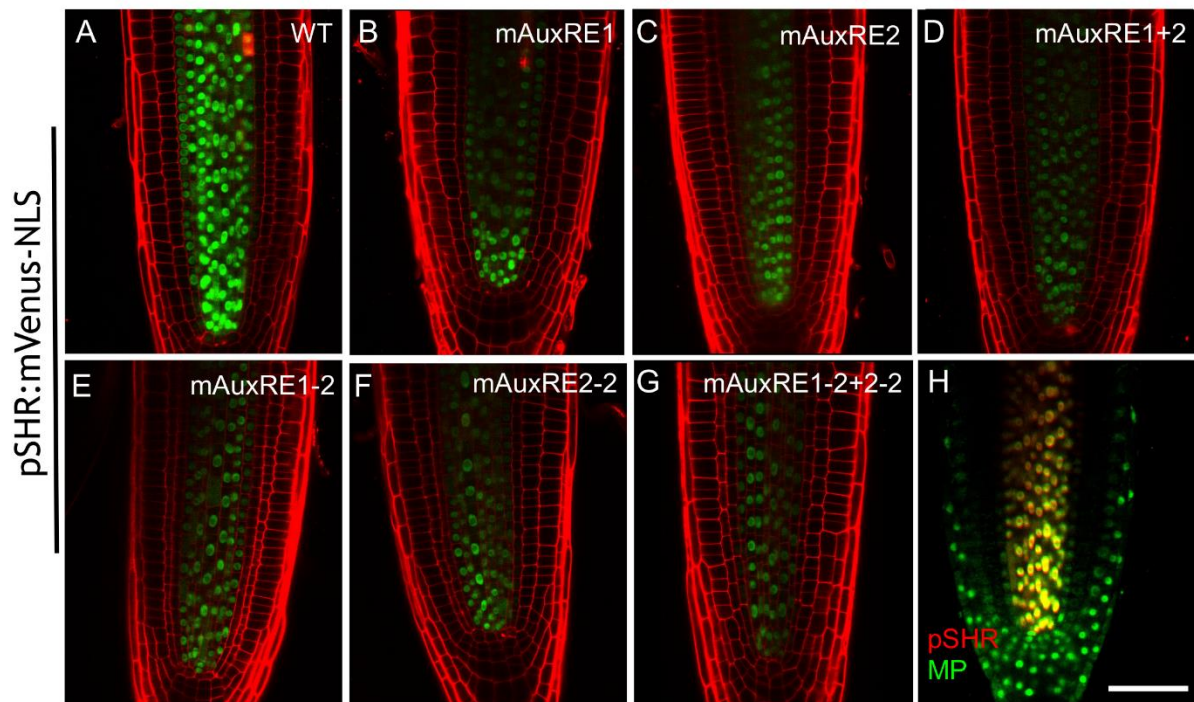 A WT
B mAuxRE1
C mAuxRE2
D mAuxRE1+2
pSHR:mVenus-NLS
E mAuxRE1-2
F mAuxRE2-2
G mAuxRE1-2+2-2
H
pSHR
MP